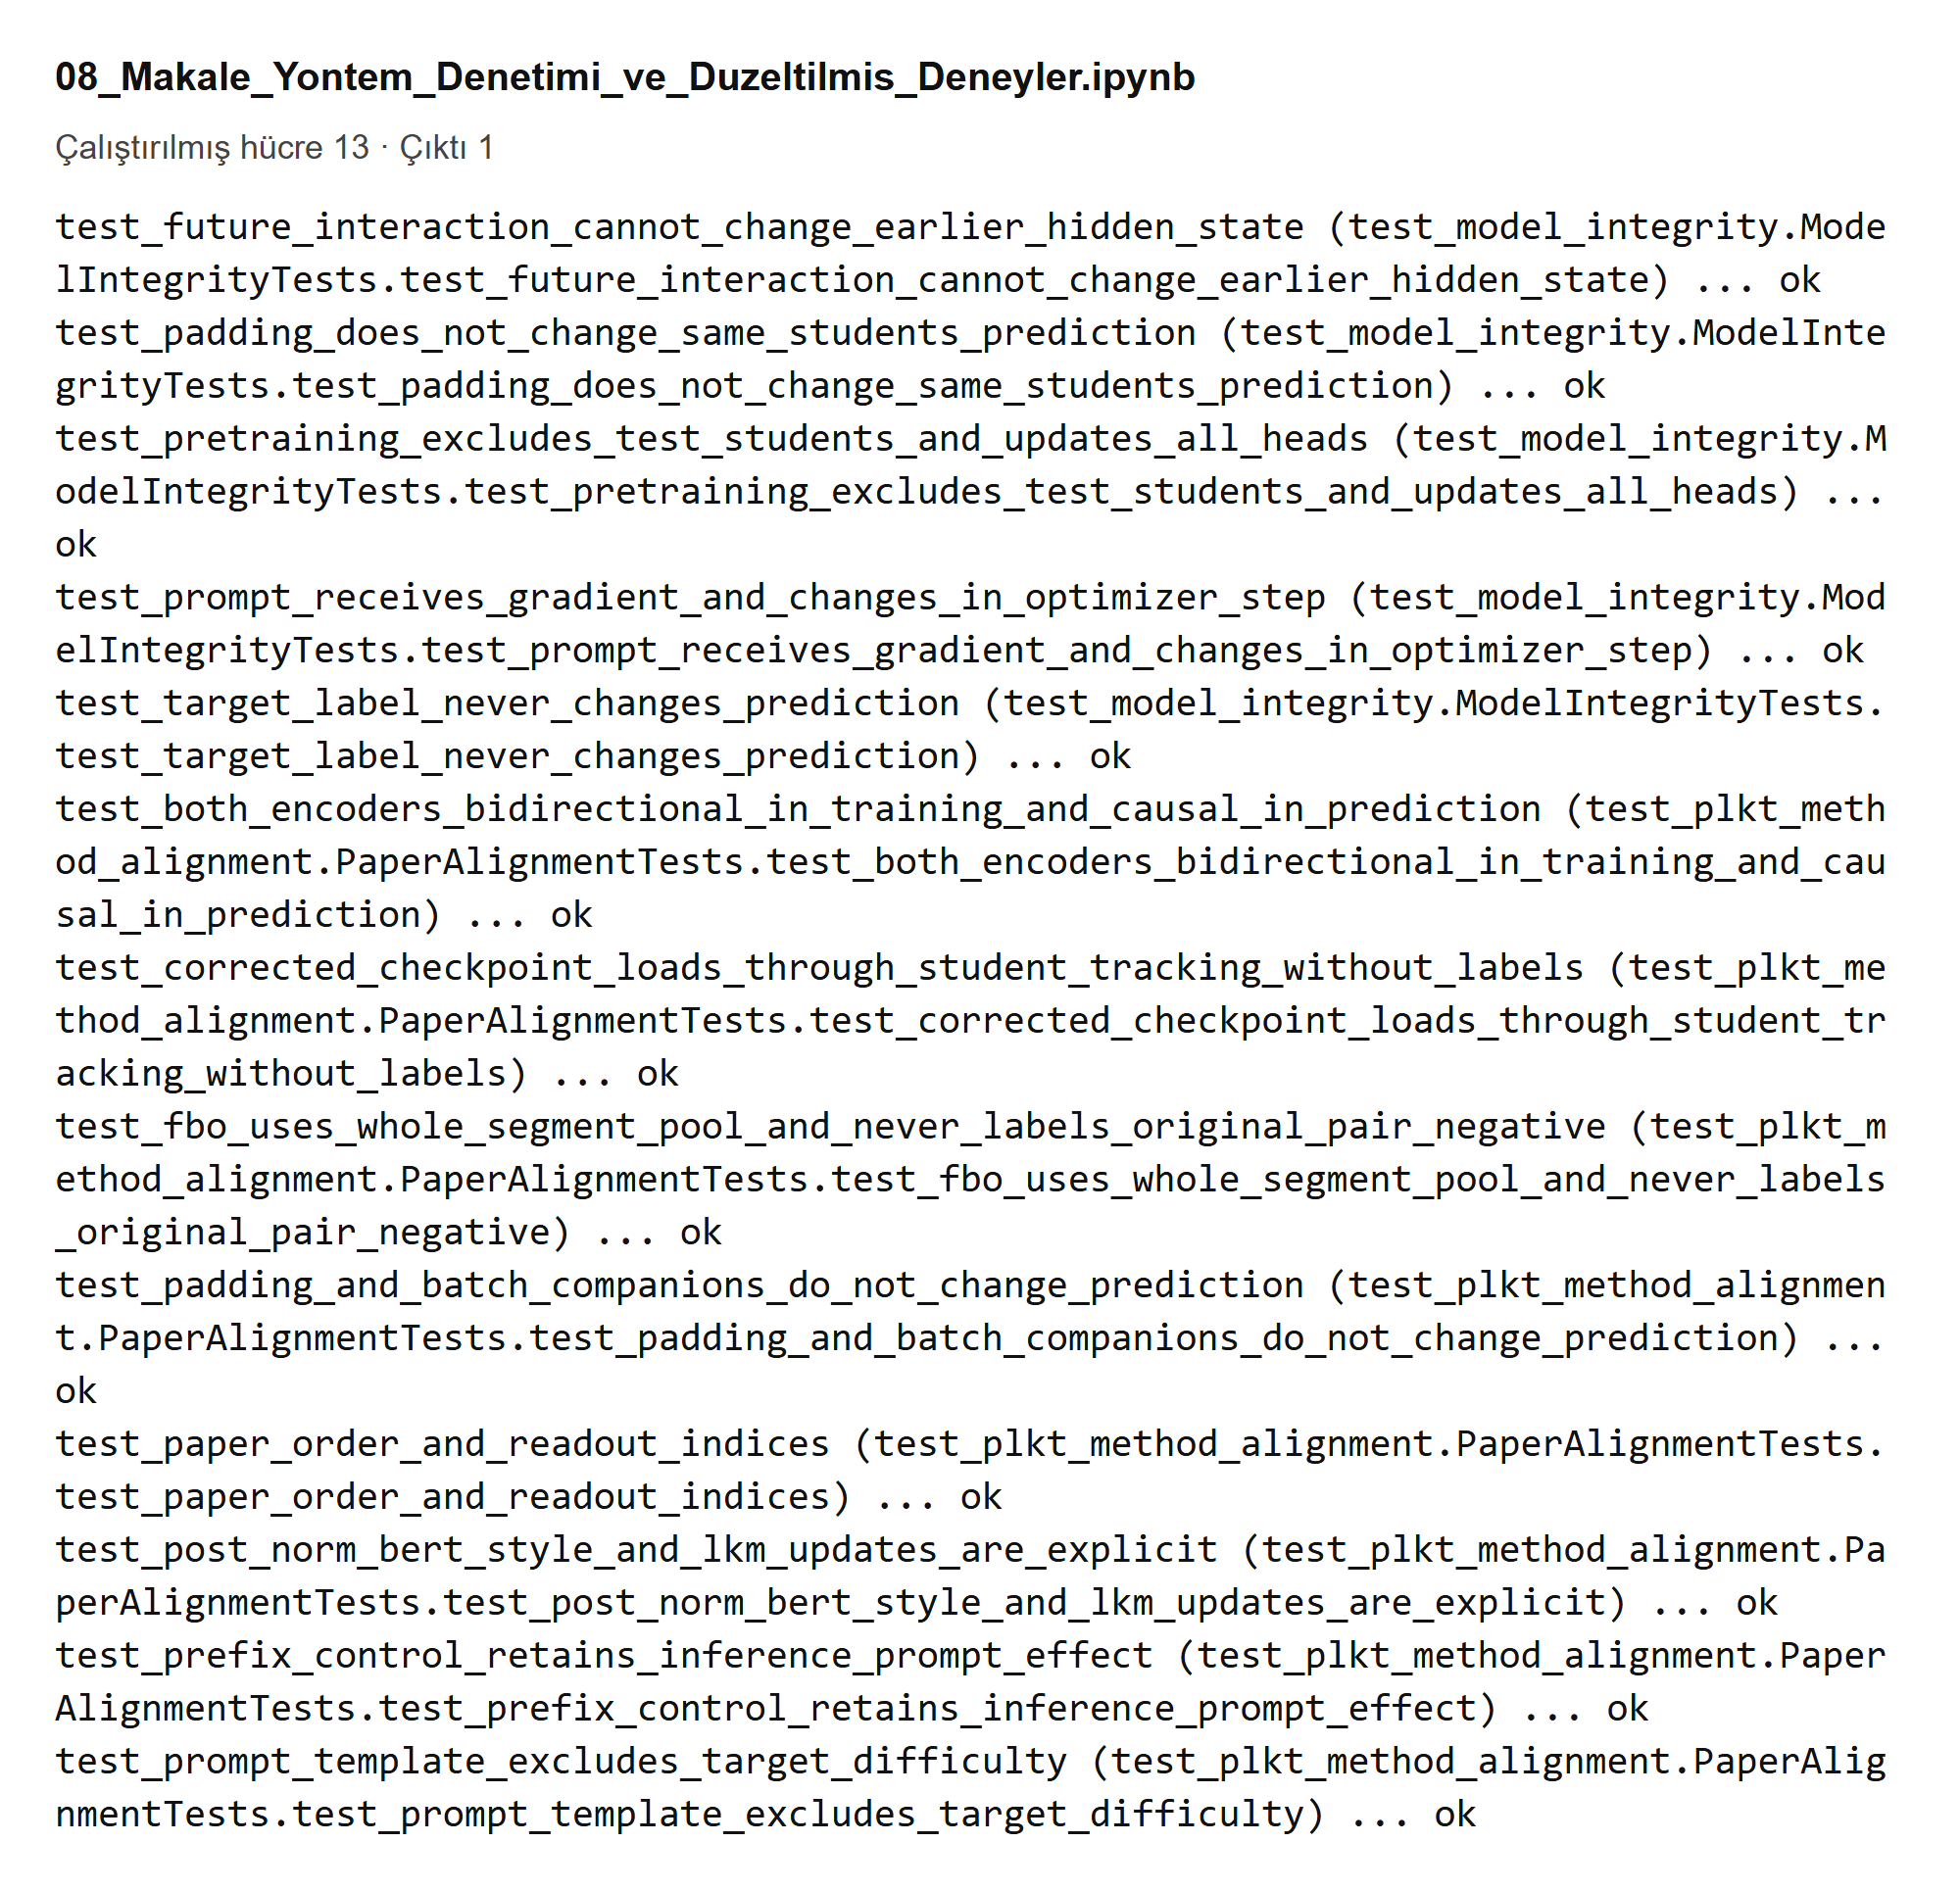 08_Makale_Yontem_Denetimi_ve_Duzeltilmis_Deneyler.ipynb
Çalıştırılmış hücre 13 · Çıktı 1
test_future_interaction_cannot_change_earlier_hidden_state (test_model_integrity.Mode
lIntegrityTests.test_future_interaction_cannot_change_earlier_hidden_state) ... ok
test_padding_does_not_change_same_students_prediction (test_model_integrity.ModelInte
grityTests.test_padding_does_not_change_same_students_prediction) ... ok
test_pretraining_excludes_test_students_and_updates_all_heads (test_model_integrity.M
odelIntegrityTests.test_pretraining_excludes_test_students_and_updates_all_heads) ...
ok
test_prompt_receives_gradient_and_changes_in_optimizer_step (test_model_integrity.Mod
elIntegrityTests.test_prompt_receives_gradient_and_changes_in_optimizer_step) ... ok
test_target_label_never_changes_prediction (test_model_integrity.ModelIntegrityTests.
test_target_label_never_changes_prediction) ... ok
test_both_encoders_bidirectional_in_training_and_causal_in_prediction (test_plkt_meth
od_alignment.PaperAlignmentTests.test_both_encoders_bidirectional_in_training_and_cau
sal_in_prediction) ... ok
test_corrected_checkpoint_loads_through_student_tracking_without_labels (test_plkt_me
thod_alignment.PaperAlignmentTests.test_corrected_checkpoint_loads_through_student_tr
acking_without_labels) ... ok
test_fbo_uses_whole_segment_pool_and_never_labels_original_pair_negative (test_plkt_m
ethod_alignment.PaperAlignmentTests.test_fbo_uses_whole_segment_pool_and_never_labels
_original_pair_negative) ... ok
test_padding_and_batch_companions_do_not_change_prediction (test_plkt_method_alignmen
t.PaperAlignmentTests.test_padding_and_batch_companions_do_not_change_prediction) ...
ok
test_paper_order_and_readout_indices (test_plkt_method_alignment.PaperAlignmentTests.
test_paper_order_and_readout_indices) ... ok
test_post_norm_bert_style_and_lkm_updates_are_explicit (test_plkt_method_alignment.Pa
perAlignmentTests.test_post_norm_bert_style_and_lkm_updates_are_explicit) ... ok
test_prefix_control_retains_inference_prompt_effect (test_plkt_method_alignment.Paper
AlignmentTests.test_prefix_control_retains_inference_prompt_effect) ... ok
test_prompt_template_excludes_target_difficulty (test_plkt_method_alignment.PaperAlig
nmentTests.test_prompt_template_excludes_target_difficulty) ... ok